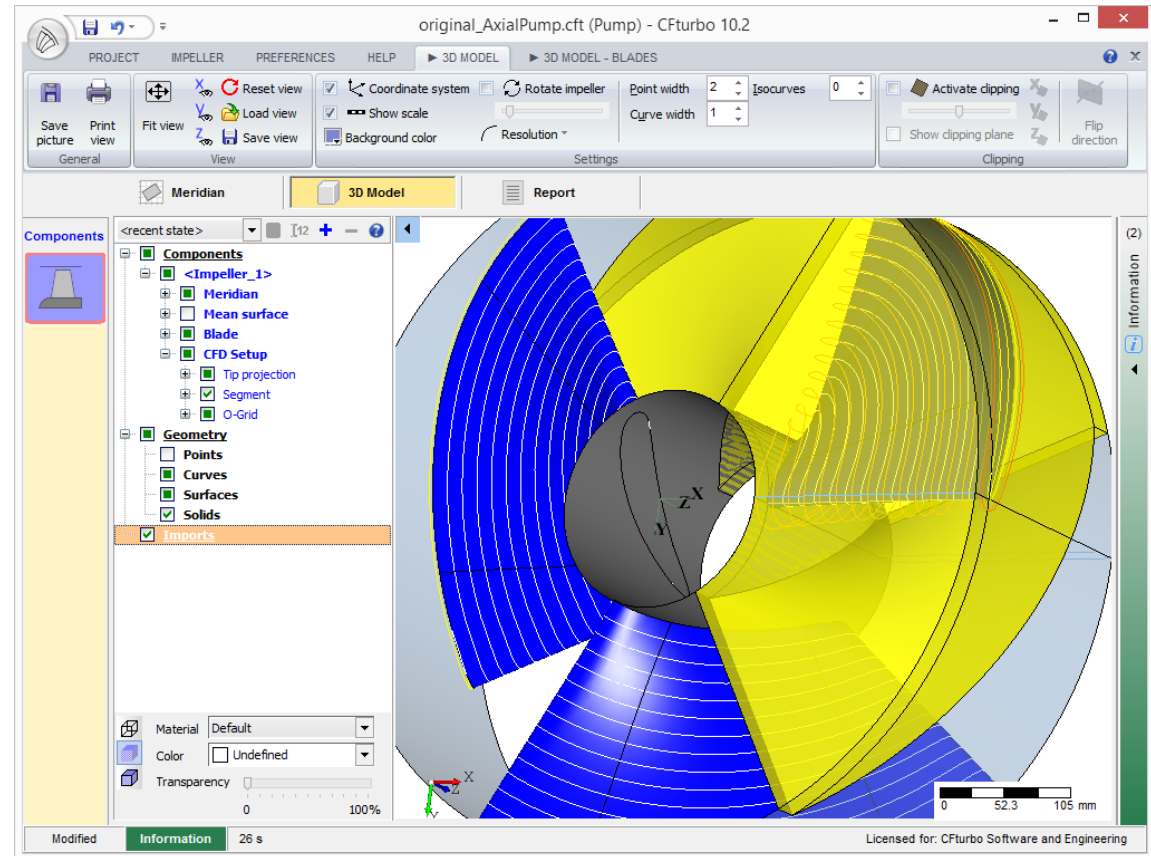 original_AxialPump.cft (Pump) - CFturbo 10.2
PROJECT IMPELLER PREFERENCES HELP ► 3D MODEL ► 3D MODEL - BLADES
Save picture
Print view
General
Fit view
X
Y
Z
Reset view
Load view
Save view
View
Coordinate system
Show scale
Background color
Rotate impeller
Resolution
Point width 2
Curve width 1
Isocurves 0
Settings
Activate clipping
Show clipping plane
X
Y
Z
Flip direction
Clipping
Meridian
3D Model
Report
Components
<recent state>
Components
<Impeller_1>
Meridian
Mean surface
Blade
CFD Setup
Tip projection
Segment
O-Grid
Geometry
Points
Curves
Surfaces
Solids
Imports
Material Default
Color Undefined
Transparency
0 100%
Z X
Y
X
Z
Y
0 52.3 105 mm
(2)
Information
Modified Information 26 s Licensed for: CFturbo Software and Engineering